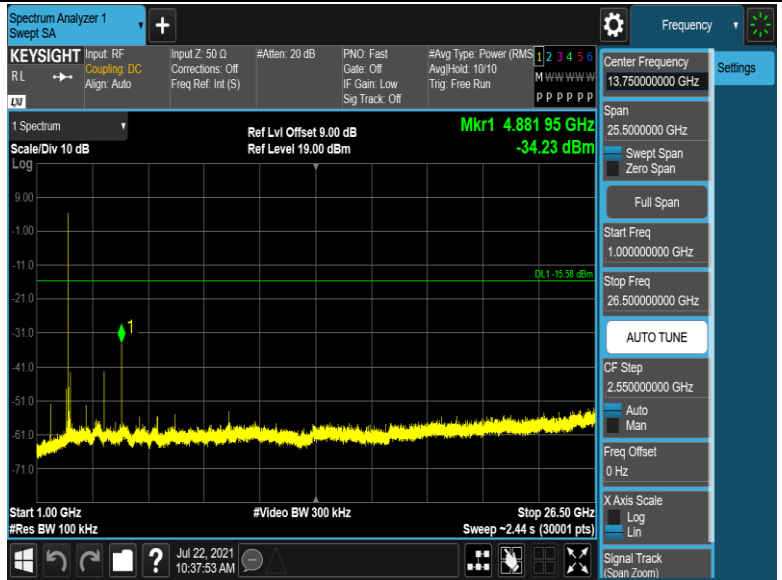 Spectrum Analyzer 1
Swept SA
+
Frequency
KEYSIGHT
RL
LXI
Input: RF
Coupling: DC
Align: Auto
Input Z: 50 Ω
Corrections: Off
Freq Ref: Int (S)
#Atten: 20 dB
PNO: Fast
Gate: Off
IF Gain: Low
Sig Track: Off
#Avg Type: Power (RMS
Avg|Hold: 10/10
Trig: Free Run
1 2 3 4 5 6
M W W W W W
P P P P P P
1 Spectrum
Scale/Div 10 dB
Log
Ref Lvl Offset 9.00 dB
Ref Level 19.00 dBm
Mkr1 4.881 95 GHz
-34.23 dBm
9.00
-1.00
-11.0
-21.0
-31.0
-41.0
-51.0
-61.0
-71.0
DL1 -15.58 dBm
1
Start 1.00 GHz
#Res BW 100 kHz
#Video BW 300 kHz
Stop 26.50 GHz
Sweep ~2.44 s (30001 pts)
Center Frequency
13.750000000 GHz
Settings
Span
25.5000000 GHz
Swept Span
Zero Span
Full Span
Start Freq
1.000000000 GHz
Stop Freq
26.500000000 GHz
AUTO TUNE
CF Step
2.550000000 GHz
Auto
Man
Freq Offset
0 Hz
X Axis Scale
Log
Lin
Signal Track
(Span Zoom)
?
Jul 22, 2021
10:37:53 AM